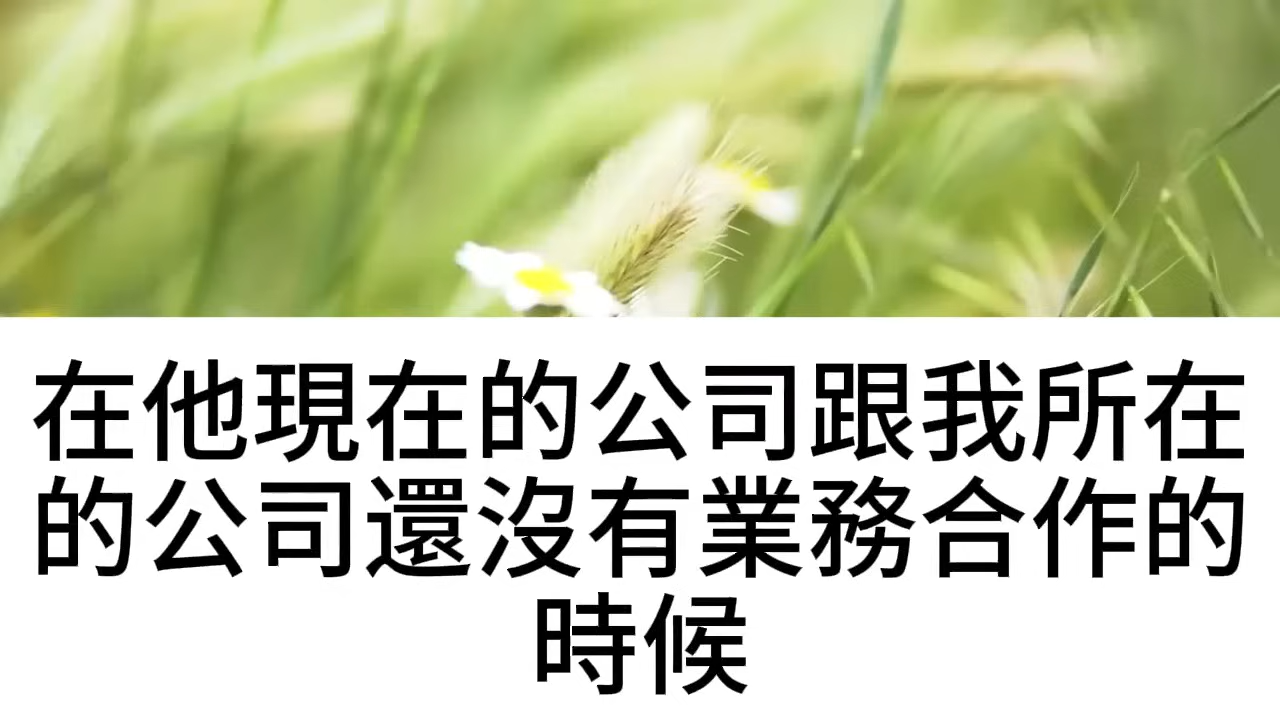 在他現在的公司跟我所在
的公司還沒有業務合作的
時候